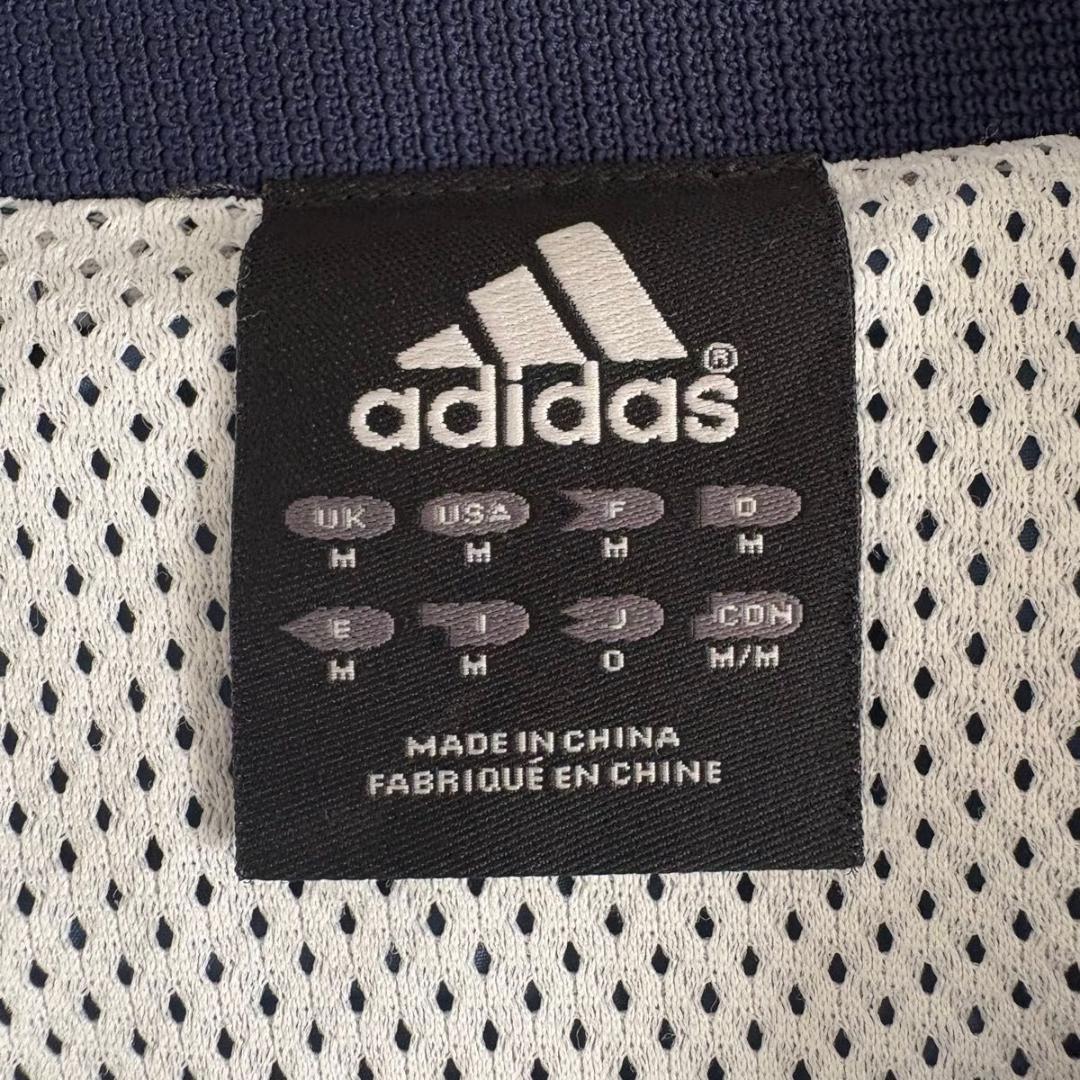 adidas®
UK USA F D
M M M M
E I J CDN
M M O M/M
MADE IN CHINA
FABRIQUÉ EN CHINE